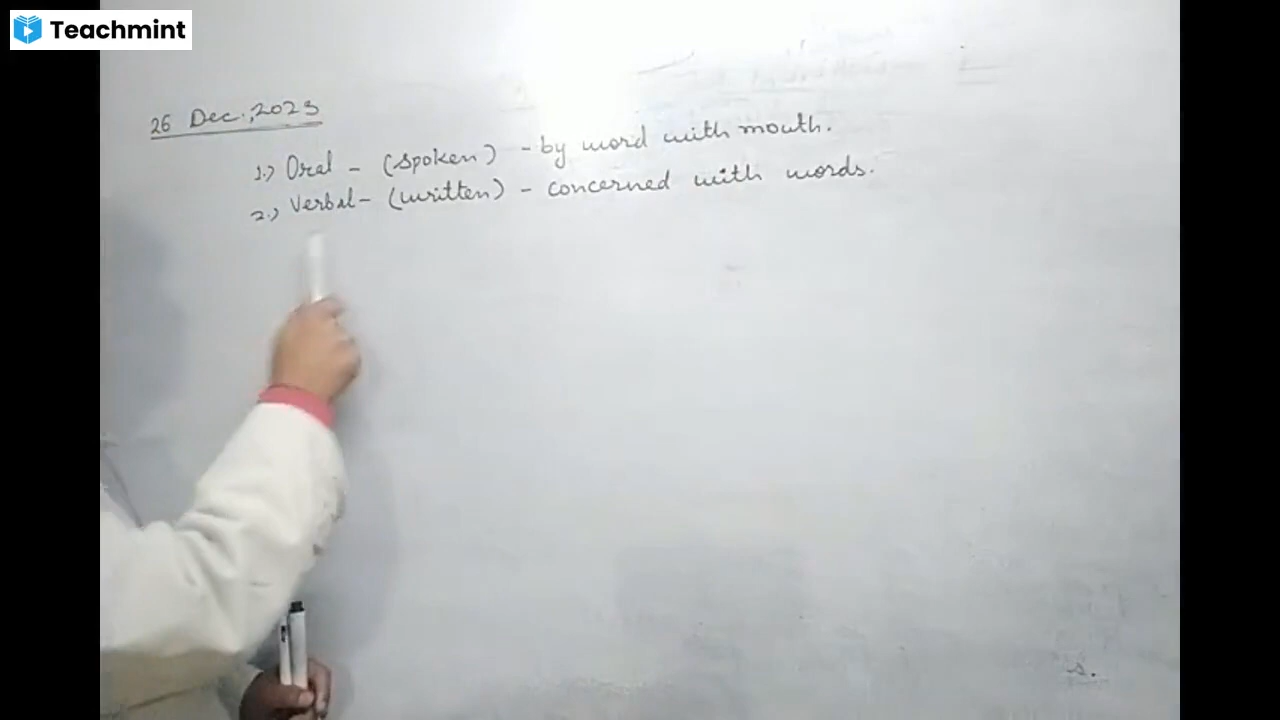 Teachmint
26 Dec., 2023
1.) Oral - (spoken) - by word with mouth.
2.) Verbal - (written) - concerned with words.
s.